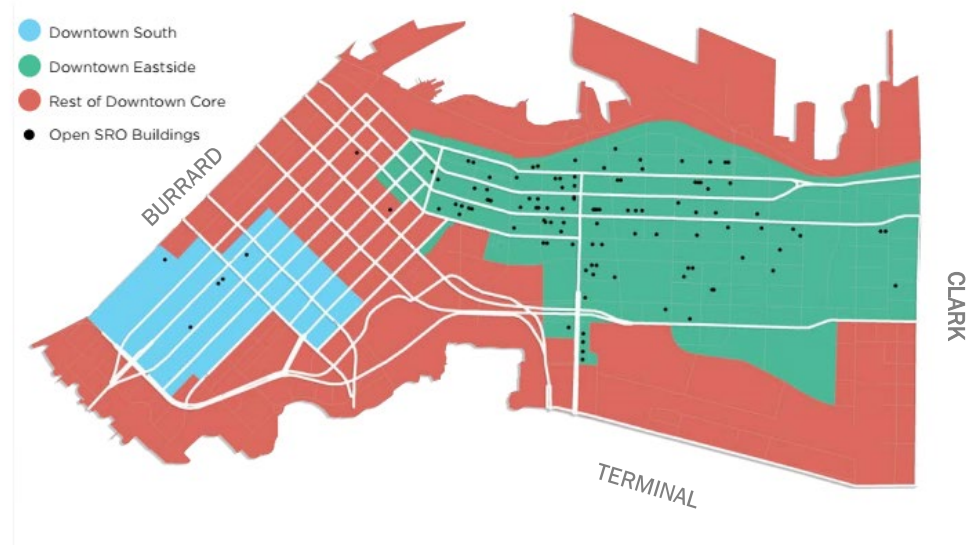 Downtown South
Downtown Eastside
Rest of Downtown Core
Open SRO Buildings
BURRARD
CLARK
TERMINAL